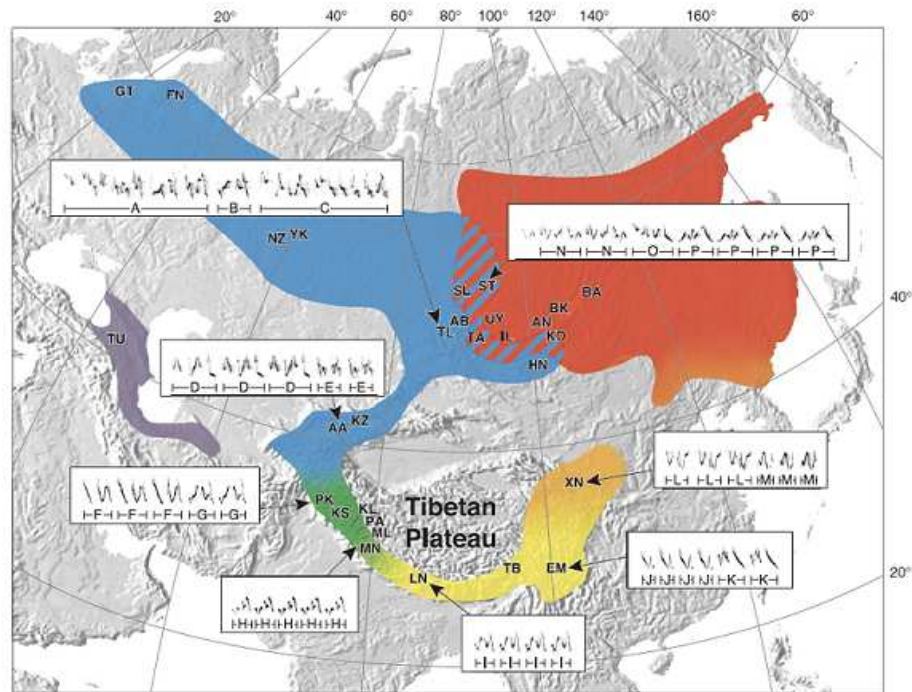 20° 40° 60° 80° 100° 120° 140° 160° 60°
GT FN
A B C
NZ YK
N N O P P P P
SL ST BA
BK
AB UY AN
TL TA IL KO
40°
HN
TU
D D D E E
AA KZ
L L L M M M
XN
F F F G G
PK KS KL
PA
ML
MN
Tibetan
Plateau
LN TB EM
J J J J K K
20°
H H H H H
I I I I